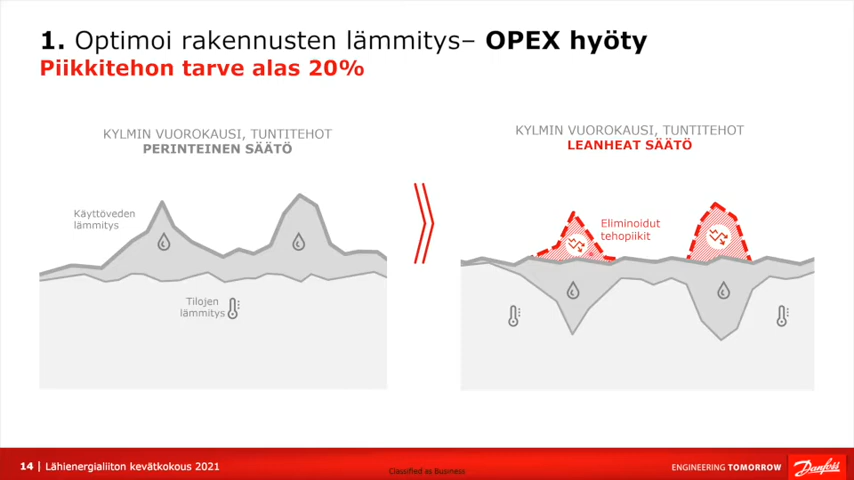 1. Optimoi rakennusten lämmitys– OPEX hyöty
Piikkitehon tarve alas 20%
KYLMIN VUOROKAUSI, TUNTITEHOT
PERINTEINEN SÄÄTÖ
Käyttöveden
lämmitys
Tilojen
lämmitys
KYLMIN VUOROKAUSI, TUNTITEHOT
LEANHEAT SÄÄTÖ
Eliminoidut
tehopiikit
14 | Lähienergialiiton kevätkokous 2021
Classified as Business
ENGINEERING TOMORROW
Danfoss